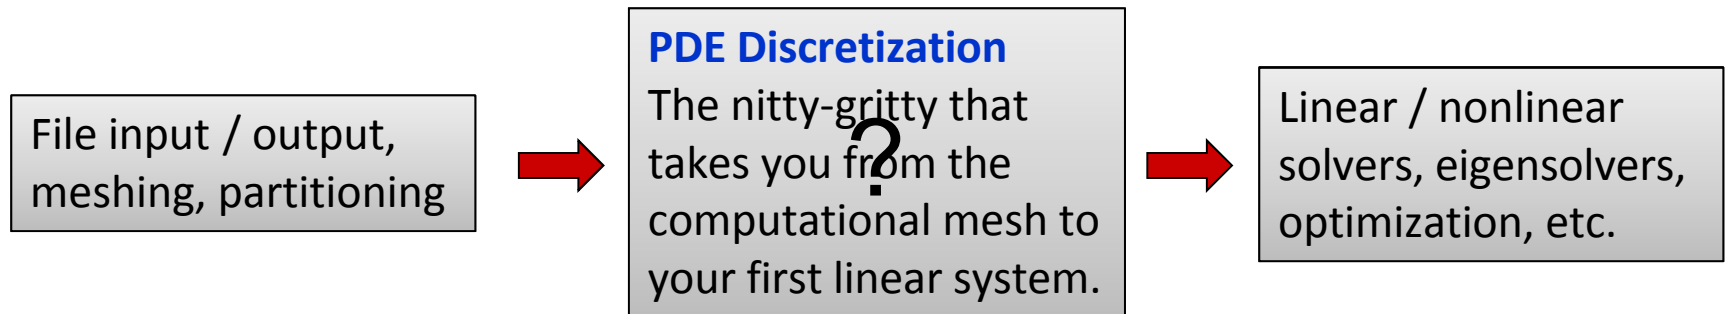 File input / output,
meshing, partitioning
PDE Discretization
The nitty-gritty that
takes you from the
computational mesh to
your first linear system.
?
Linear / nonlinear
solvers, eigensolvers,
optimization, etc.